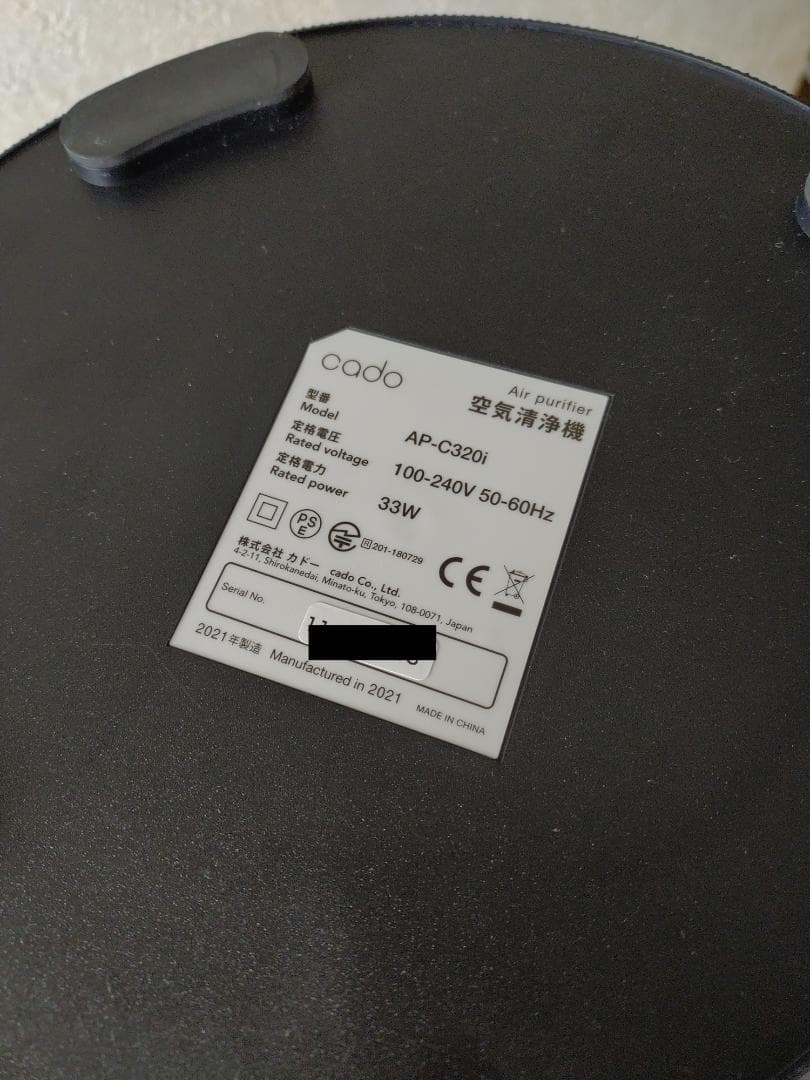 cado
Air purifier
空気清浄機
型番
Model
AP-C320i
定格電圧
Rated voltage
100-240V 50-60Hz
定格電力
Rated power
33W
PS
E
R 201-180729
CE
株式会社 カドー cado Co., Ltd.
4-2-11, Shirokanedai, Minato-ku, Tokyo, 108-0071, Japan
Serial No.
2021年製造 Manufactured in 2021
MADE IN CHINA